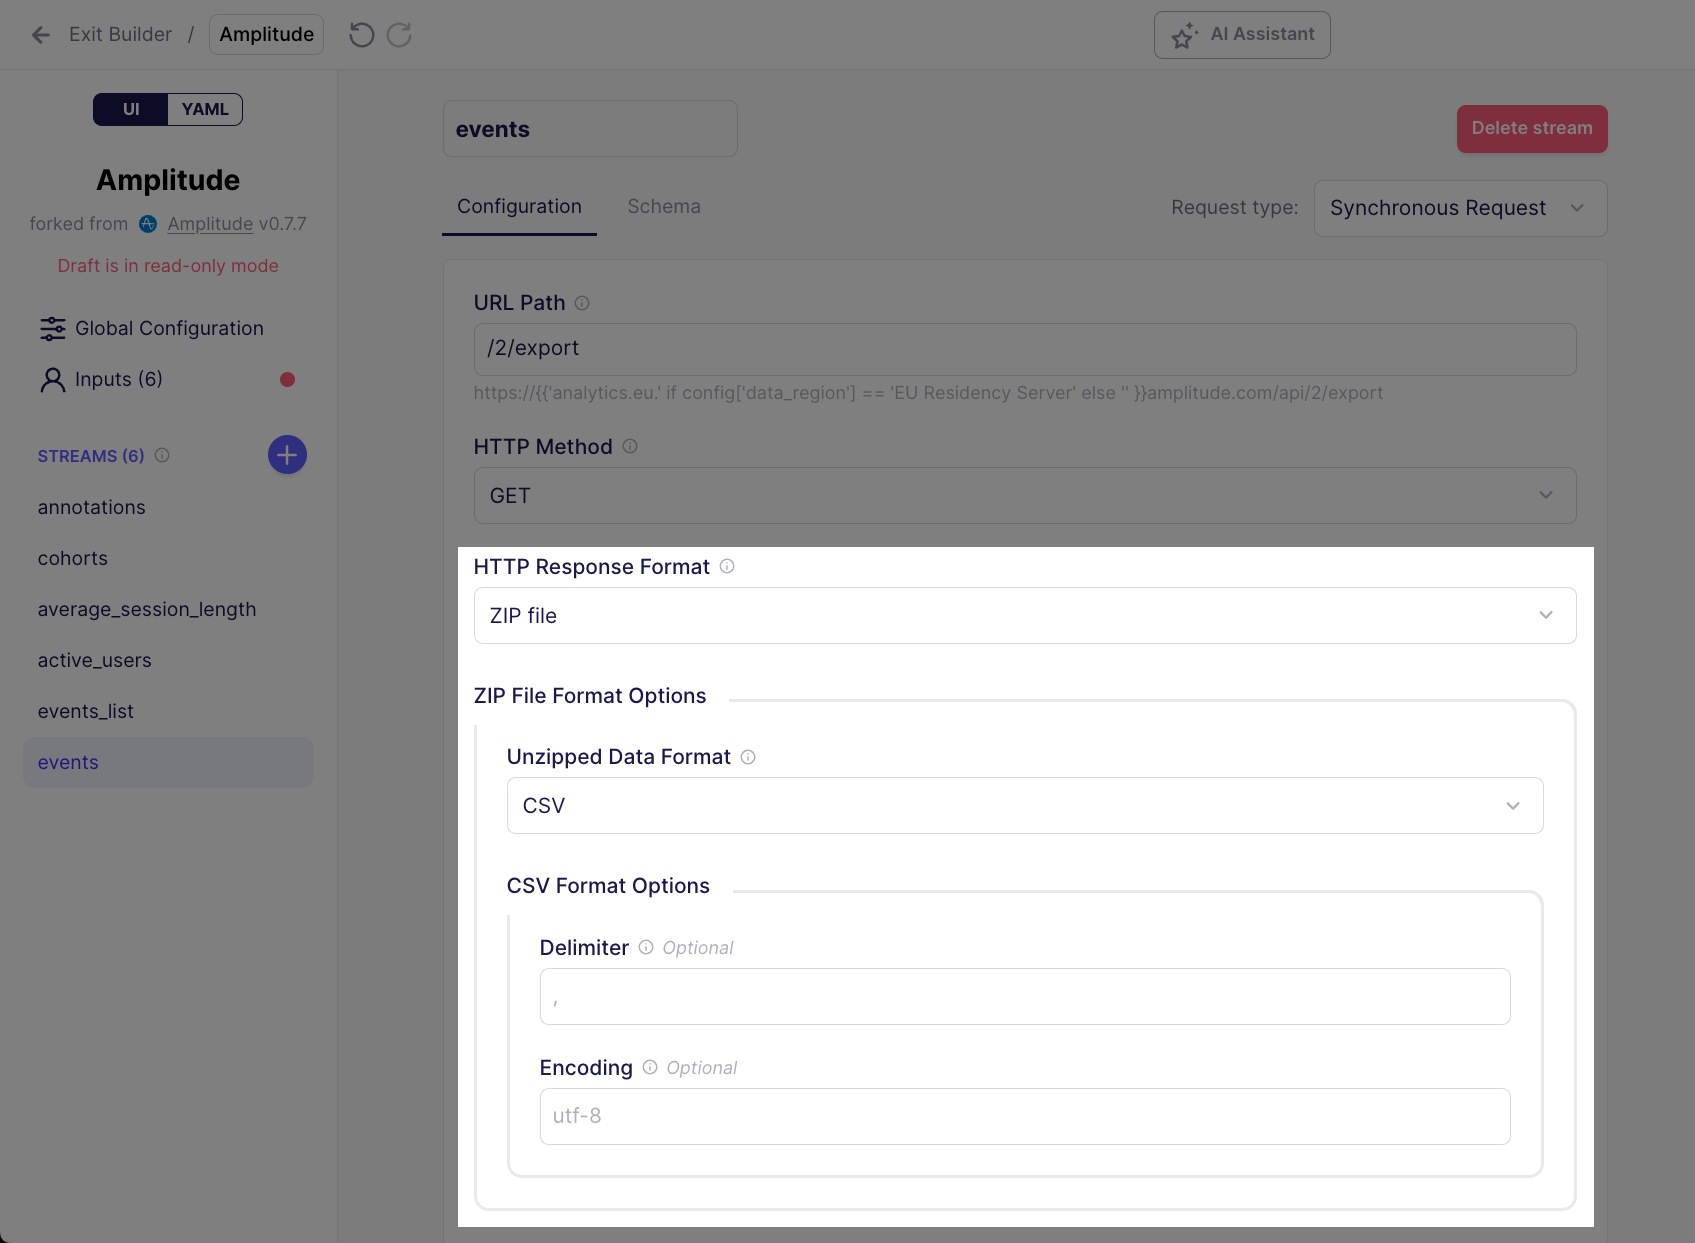 Exit Builder / Amplitude
AI Assistant
UI YAML
Amplitude
forked from Amplitude v0.7.7
Draft is in read-only mode
Global Configuration
Inputs (6)
STREAMS (6)
annotations
cohorts
average_session_length
active_users
events_list
events
events
Delete stream
Configuration Schema
Request type: Synchronous Request
URL Path
/2/export
https://{{'analytics.eu.' if config['data_region'] == 'EU Residency Server' else '' }}amplitude.com/api/2/export
HTTP Method
GET
HTTP Response Format
ZIP file
ZIP File Format Options
Unzipped Data Format
CSV
CSV Format Options
Delimiter Optional
,
Encoding Optional
utf-8